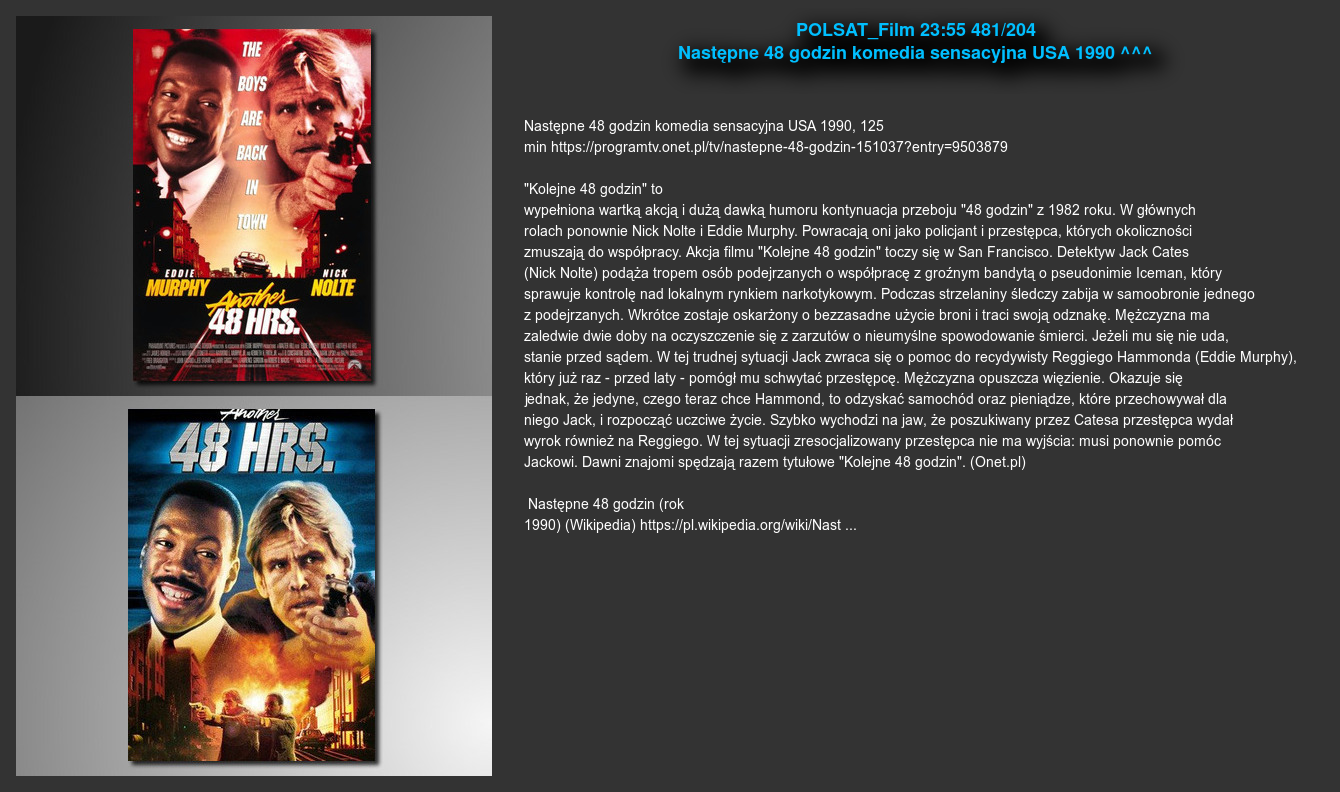 POLSAT_Film 23:55 481/204
Następne 48 godzin komedia sensacyjna USA 1990 ^^^
THE
BOYS
ARE
BACK
IN
TOWN
EDDIE
MURPHY
NICK
NOLTE
Another
48 HRS.
Another
48 HRS.
Następne 48 godzin komedia sensacyjna USA 1990, 125
min https://programtv.onet.pl/tv/nastepne-48-godzin-151037?entry=9503879
"Kolejne 48 godzin" to
wypełniona wartką akcją i dużą dawką humoru kontynuacja przeboju "48 godzin" z 1982 roku. W głównych
rolach ponownie Nick Nolte i Eddie Murphy. Powracają oni jako policjant i przestępca, których okoliczności
zmuszają do współpracy. Akcja filmu "Kolejne 48 godzin" toczy się w San Francisco. Detektyw Jack Cates
(Nick Nolte) podąża tropem osób podejrzanych o współpracę z groźnym bandytą o pseudonimie Iceman, który
sprawuje kontrolę nad lokalnym rynkiem narkotykowym. Podczas strzelaniny śledczy zabija w samoobronie jednego
z podejrzanych. Wkrótce zostaje oskarżony o bezzasadne użycie broni i traci swoją odznakę. Mężczyzna ma
zaledwie dwie doby na oczyszczenie się z zarzutów o nieumyślne spowodowanie śmierci. Jeżeli mu się nie uda,
stanie przed sądem. W tej trudnej sytuacji Jack zwraca się o pomoc do recydywisty Reggiego Hammonda (Eddie Murphy),
który już raz - przed laty - pomógł mu schwytać przestępcę. Mężczyzna opuszcza więzienie. Okazuje się
jednak, że jedyne, czego teraz chce Hammond, to odzyskać samochód oraz pieniądze, które przechowywał dla
niego Jack, i rozpocząć uczciwe życie. Szybko wychodzi na jaw, że poszukiwany przez Catesa przestępca wydał
wyrok również na Reggiego. W tej sytuacji zresocjalizowany przestępca nie ma wyjścia: musi ponownie pomóc
Jackowi. Dawni znajomi spędzają razem tytułowe "Kolejne 48 godzin". (Onet.pl)
Następne 48 godzin (rok
1990) (Wikipedia) https://pl.wikipedia.org/wiki/Nast ...